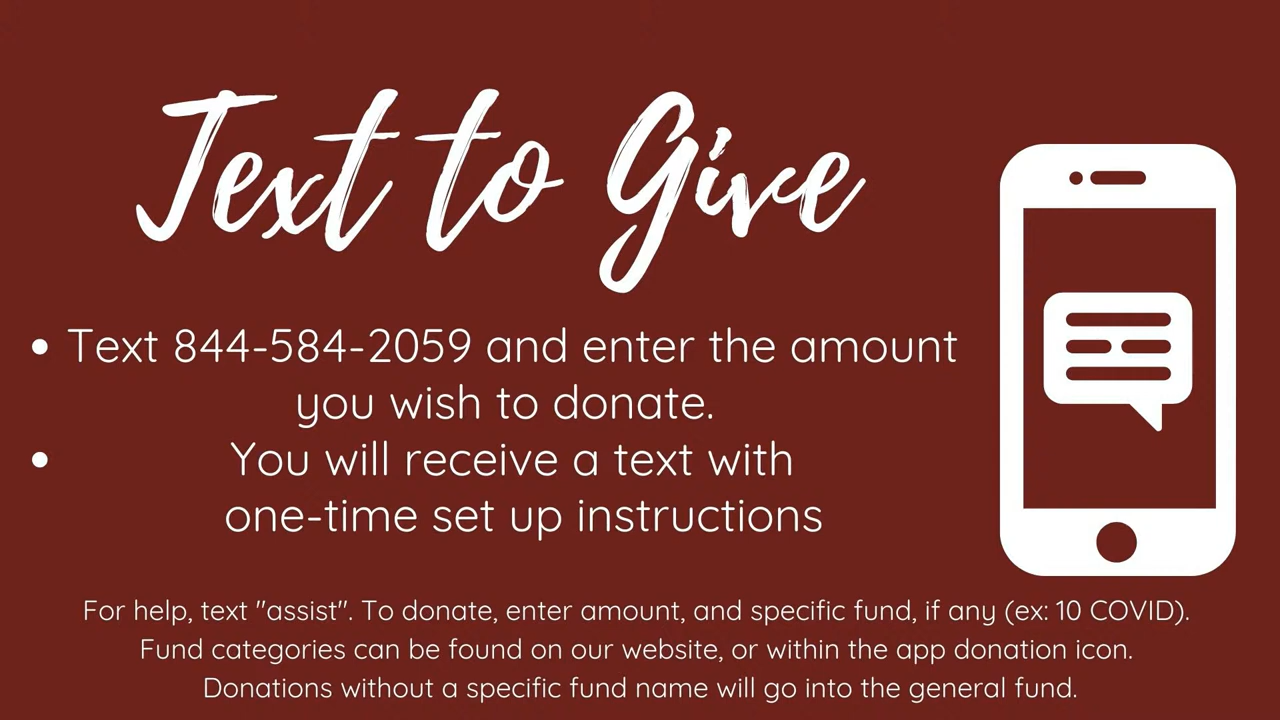 Text to Give
• Text 844-584-2059 and enter the amount
you wish to donate.
• You will receive a text with
one-time set up instructions
For help, text "assist". To donate, enter amount, and specific fund, if any (ex: 10 COVID).
Fund categories can be found on our website, or within the app donation icon.
Donations without a specific fund name will go into the general fund.